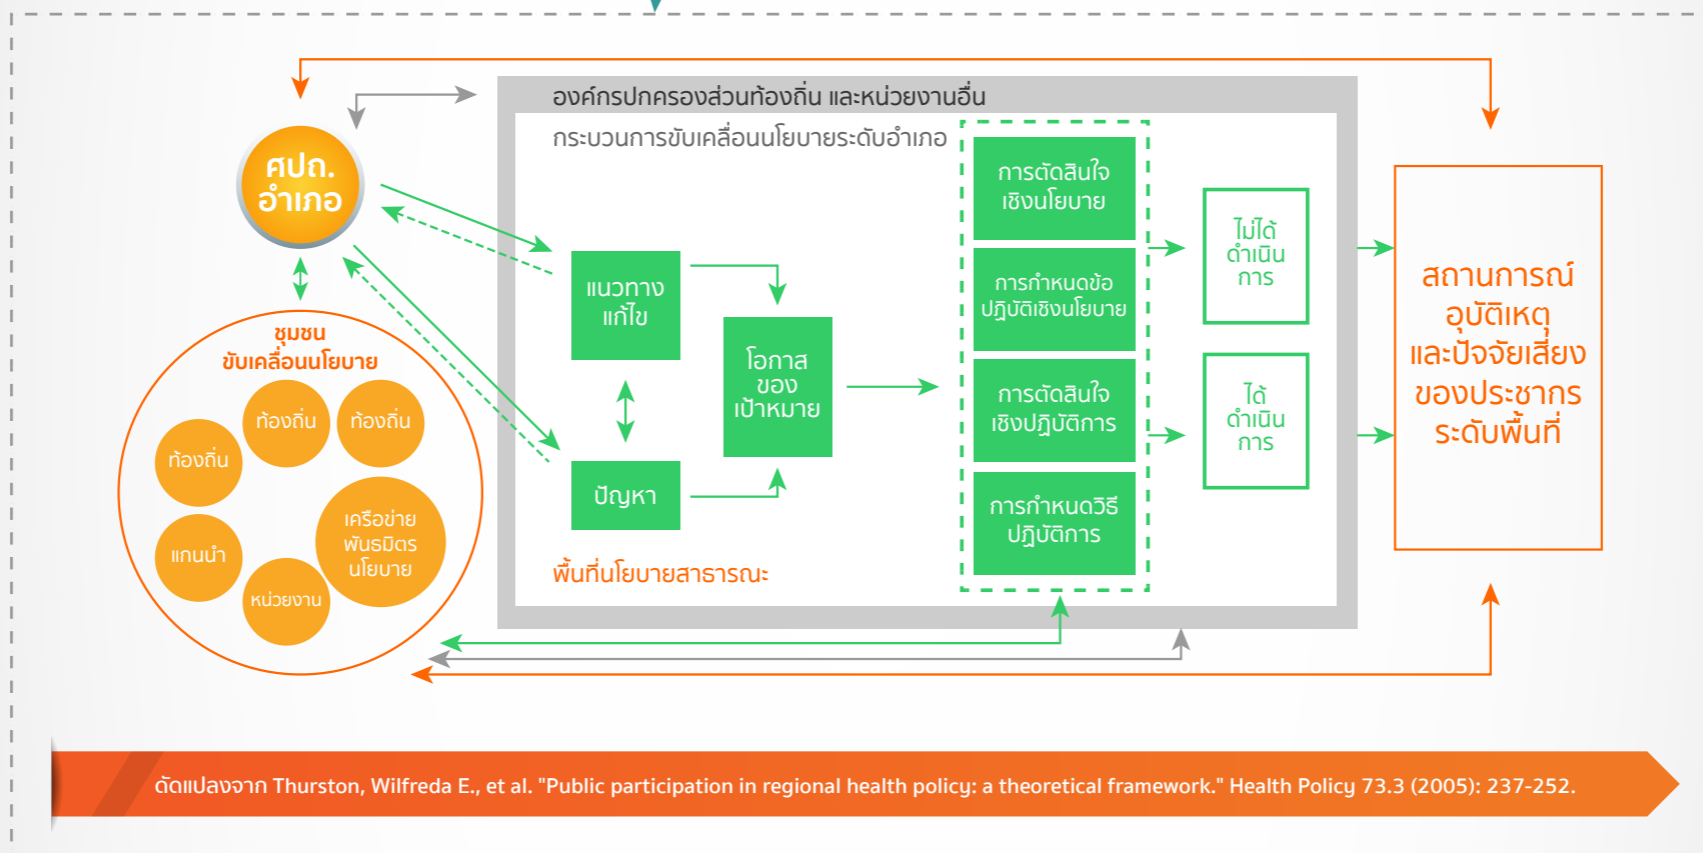 องค์กรปกครองส่วนท้องถิ่น และหน่วยงานอื่น
กระบวนการขับเคลื่อนนโยบายระดับอำเภอ
ศปถ.
อำเภอ
ชุมชน
ขับเคลื่อนนโยบาย
ท้องถิ่น
ท้องถิ่น
ท้องถิ่น
แกนนำ
หน่วยงาน
เครือข่าย
พันธมิตร
นโยบาย
แนวทาง
แก้ไข
ปัญหา
โอกาส
ของ
เป้าหมาย
พื้นที่นโยบายสาธารณะ
การตัดสินใจ
เชิงนโยบาย
การกำหนดข้อ
ปฏิบัติเชิงนโยบาย
การตัดสินใจ
เชิงปฏิบัติการ
การกำหนดวิธี
ปฏิบัติการ
ไม่ได้
ดำเนิน
การ
ได้
ดำเนิน
การ
สถานการณ์
อุบัติเหตุ
และปัจจัยเสี่ยง
ของประชากร
ระดับพื้นที่
ดัดแปลงจาก Thurston, Wilfreda E., et al. "Public participation in regional health policy: a theoretical framework." Health Policy 73.3 (2005): 237-252.